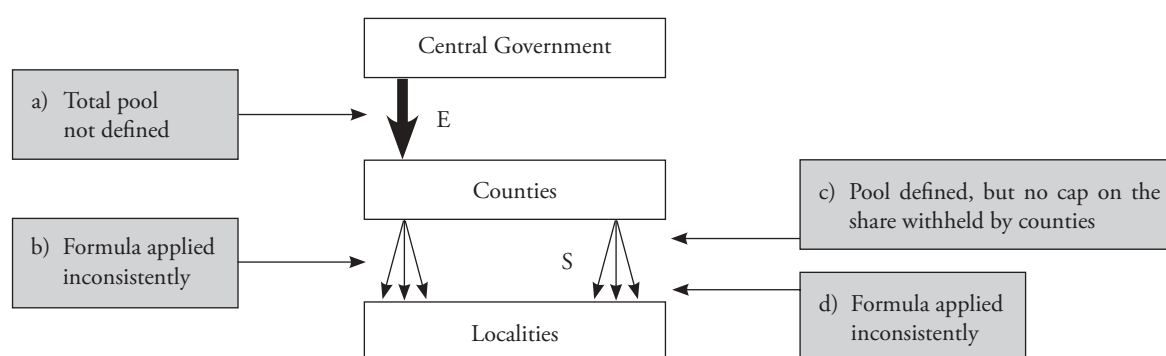 Central Government
a) Total pool
not defined
E
Counties
c) Pool defined, but no cap on the
share withheld by counties
b) Formula applied
inconsistently
S
d) Formula applied
inconsistently
Localities